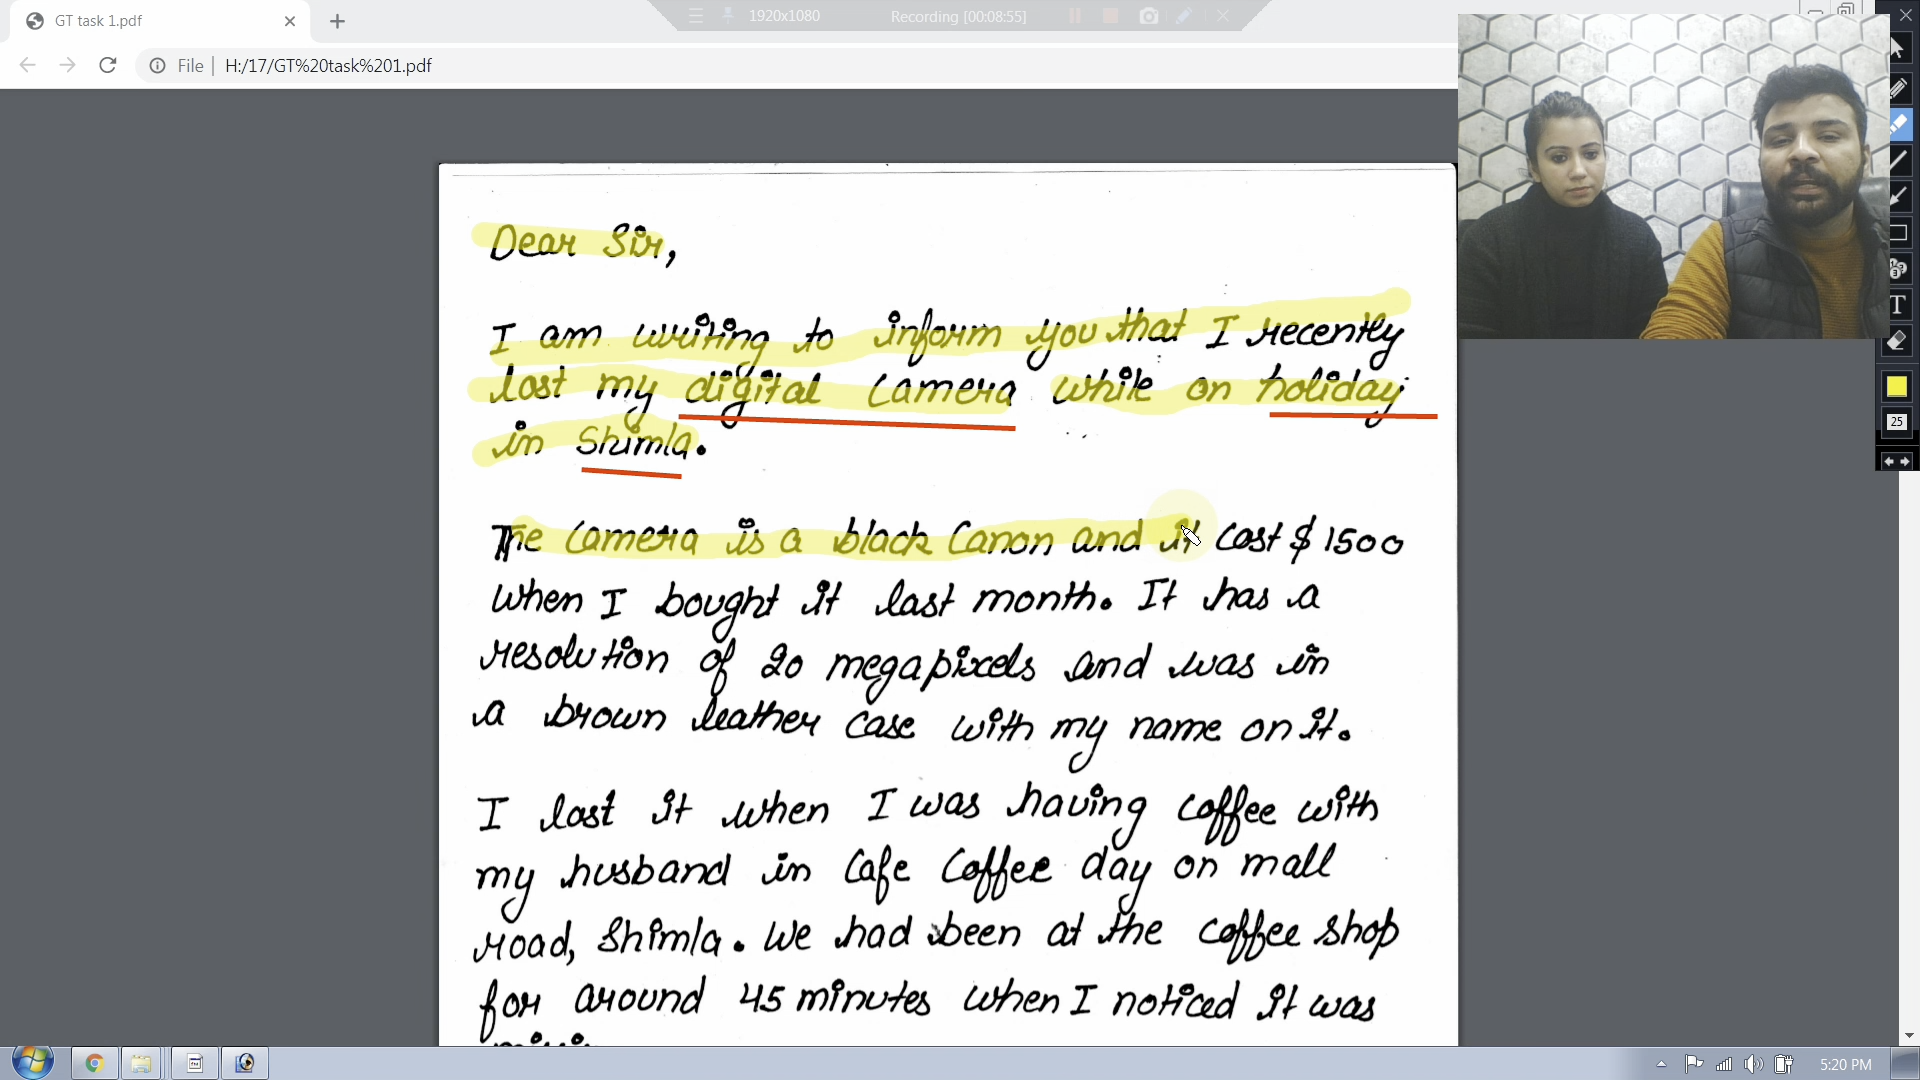 GT task 1.pdf
1920x1080
Recording [00:08:55]
File
H:/17/GT%20task%201.pdf
Dear Sir,
I am writing to inform you that I recently
lost my digital camera while on holiday
in Shimla.
The camera is a black Canon and it cost $ 1500
when I bought it last month. It has a
resolution of 20 megapixels and was in
a brown leather case with my name on it.
I lost it when I was having coffee with
my husband in Cafe Coffee day on mall
road, Shimla. We had been at the coffee shop
for around 45 minutes when I noticed it was
T
25
5:20 PM